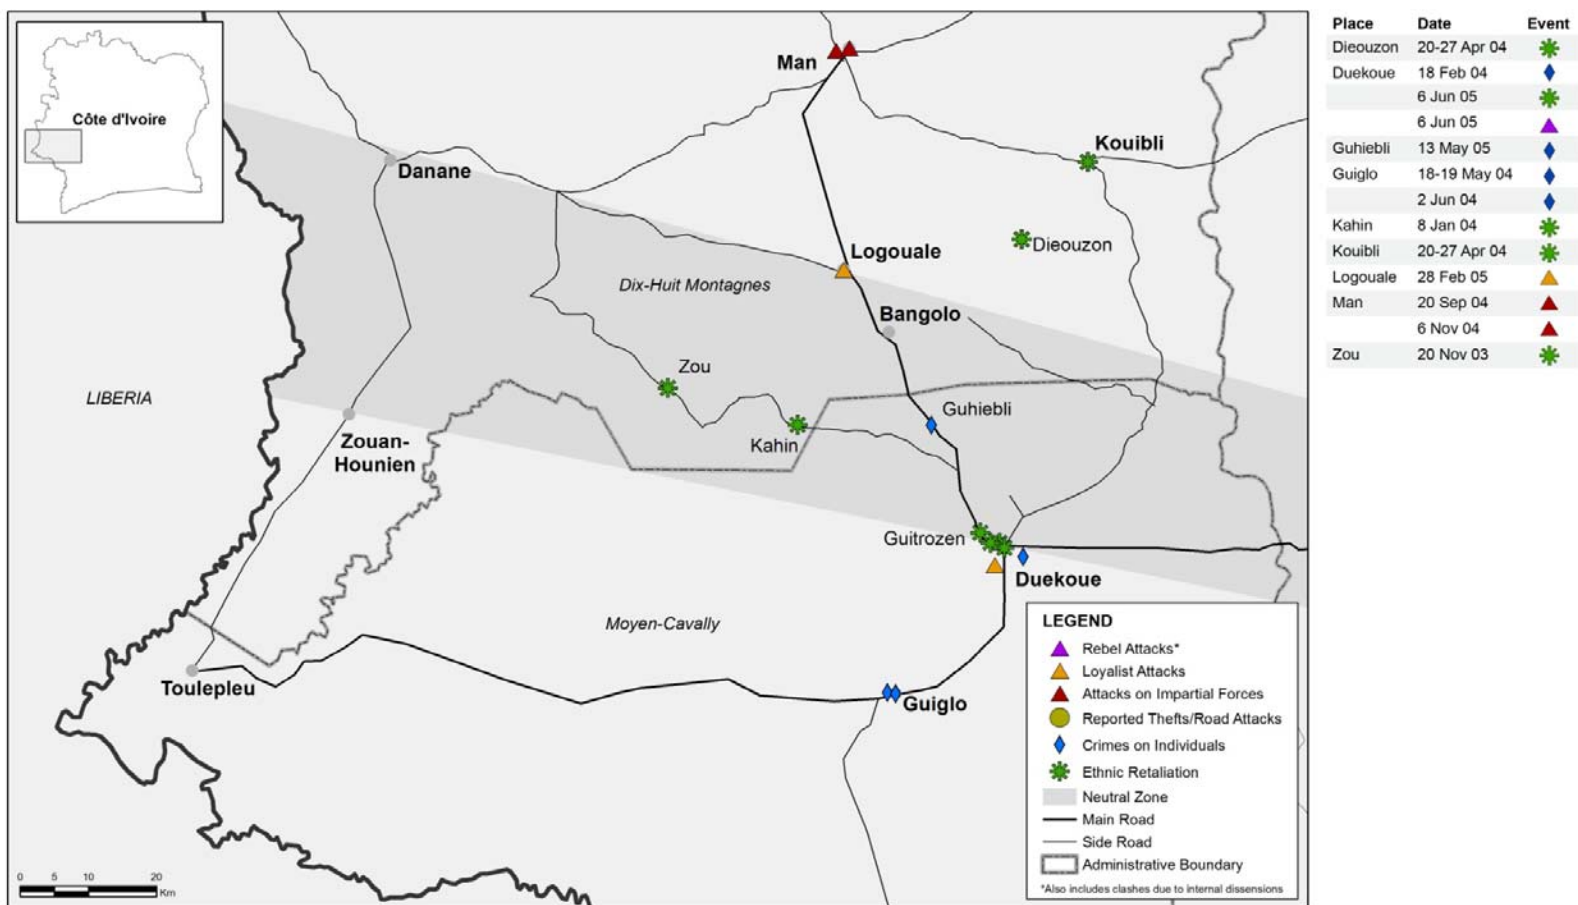 Côte d'Ivoire
Man
Kouibli
Danane
Dieouzon
Logouale
Dix-Huit Montagnes
Bangolo
Zou
LIBERIA
Guhiebli
Kahin
Zouan-
Hounien
Guitrozen
Duekoue
Moyen-Cavally
Toulepleu
Guiglo
0 5 10 20
Km
LEGEND
Rebel Attacks*
Loyalist Attacks
Attacks on Impartial Forces
Reported Thefts/Road Attacks
Crimes on Individuals
Ethnic Retaliation
Neutral Zone
Main Road
Side Road
Administrative Boundary
*Also includes clashes due to internal dissensions
Place Date Event
Dieouzon 20-27 Apr 04
Duekoue 18 Feb 04
6 Jun 05
6 Jun 05
Guhiebli 13 May 05
Guiglo 18-19 May 04
2 Jun 04
Kahin 8 Jan 04
Kouibli 20-27 Apr 04
Logouale 28 Feb 05
Man 20 Sep 04
6 Nov 04
Zou 20 Nov 03